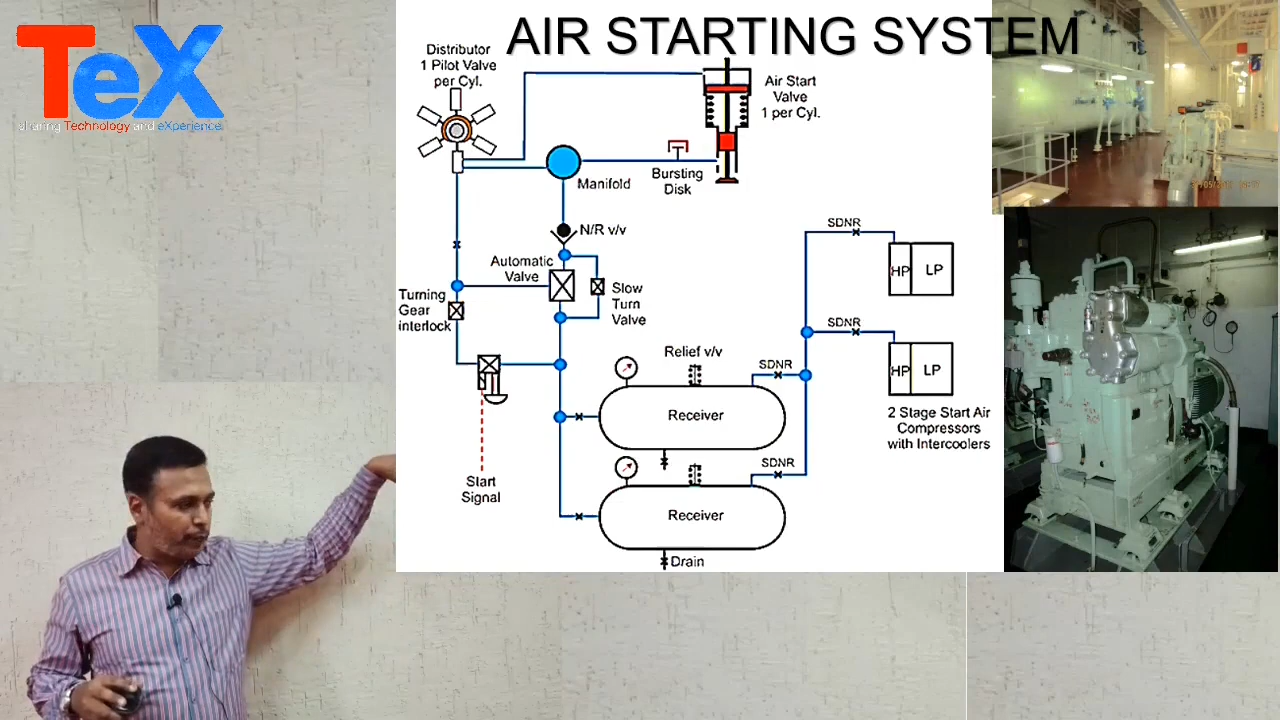 TeX
sharing Technology and eXperience
AIR STARTING SYSTEM
Distributor
1 Pilot Valve
per Cyl.
Air Start
Valve
1 per Cyl.
Manifold
Bursting
Disk
N/R v/v
Automatic
Valve
Slow
Turn
Valve
Turning
Gear
interlock
Start
Signal
Relief v/v
SDNR
Receiver
SDNR
Receiver
Drain
SDNR
HP
LP
SDNR
HP
LP
2 Stage Start Air
Compressors
with Intercoolers